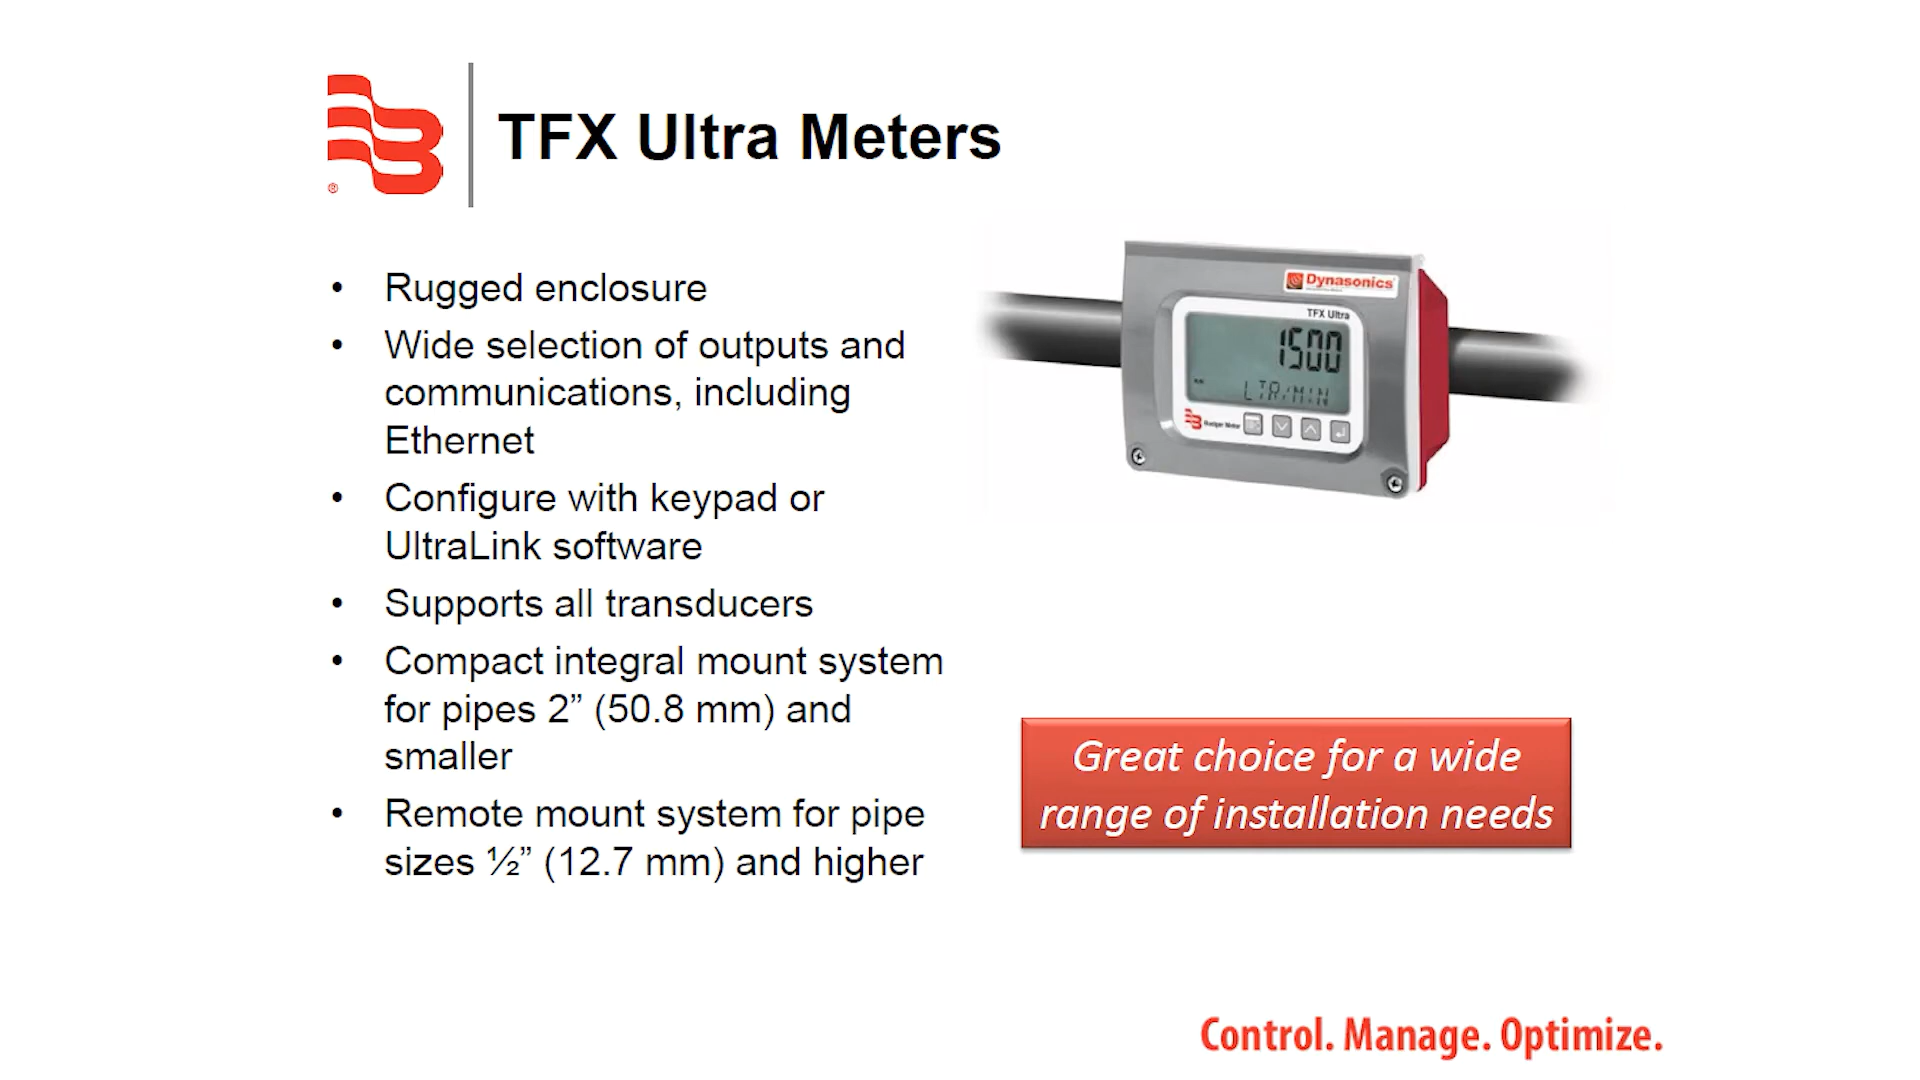 TFX Ultra Meters
®
• Rugged enclosure
• Wide selection of outputs and
communications, including
Ethernet
• Configure with keypad or
UltraLink software
• Supports all transducers
• Compact integral mount system
for pipes 2” (50.8 mm) and
smaller
• Remote mount system for pipe
sizes ½” (12.7 mm) and higher
Dynasonics
TFX Ultra
1500
LTR/MIN
Badger Meter
Great choice for a wide
range of installation needs
Control. Manage. Optimize.